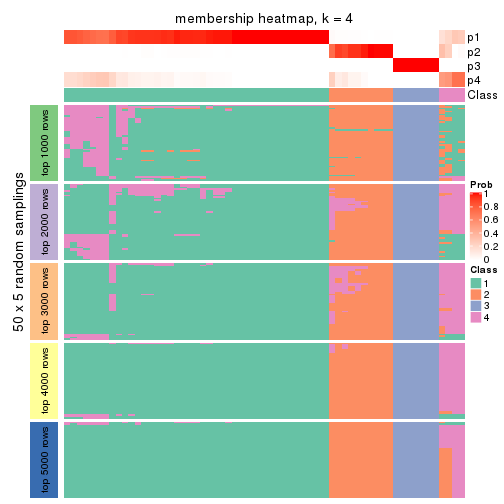 membership heatmap, k = 4
p1
p2
p3
p4
Class
50 x 5 random samplings
top 1000 rows
top 2000 rows
top 3000 rows
top 4000 rows
top 5000 rows
Prob
1
0.8
0.6
0.4
0.2
0
Class
1
2
3
4